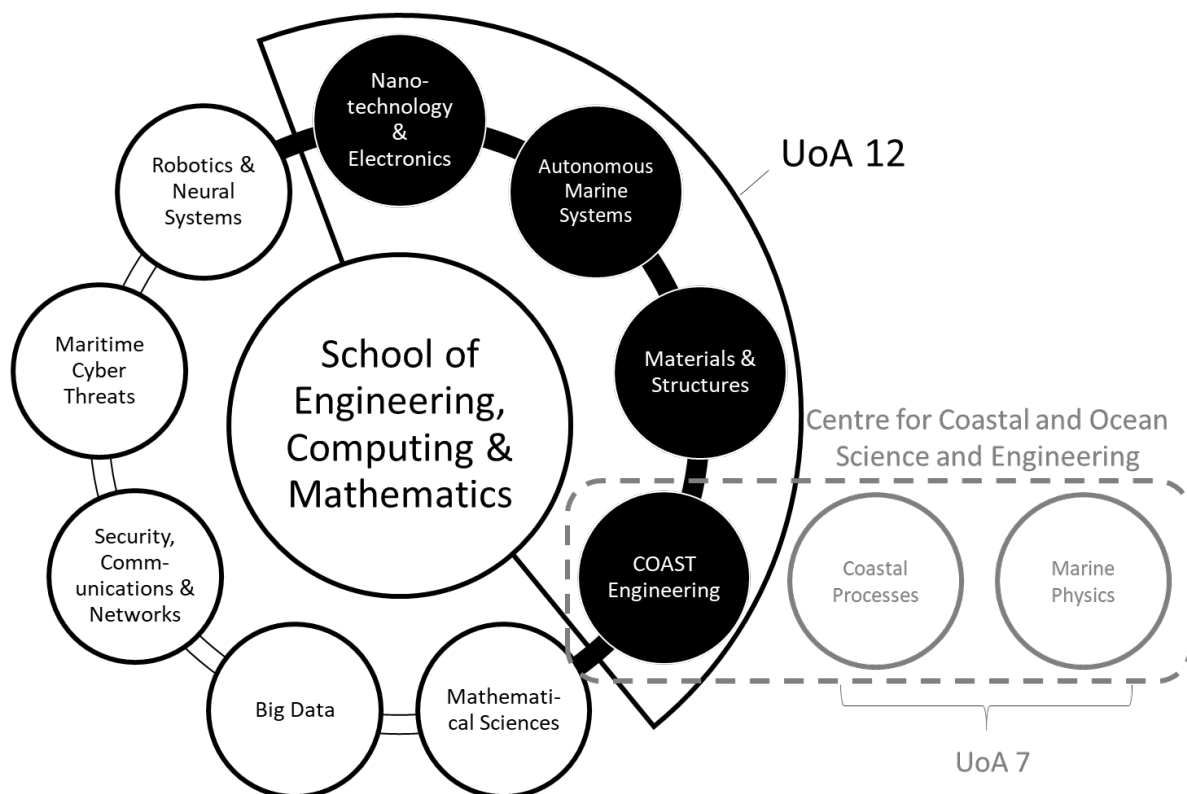 Nano-
technology
&
Electronics
UoA 12
Robotics &
Neural
Systems
Autonomous
Marine
Systems
Maritime
Cyber
Threats
School of
Engineering,
Computing &
Mathematics
Materials &
Structures
Centre for Coastal and Ocean
Science and Engineering
Security,
Comm-
unications &
Networks
COAST
Engineering
Coastal
Processes
Marine
Physics
Big Data
Mathemati-
cal Sciences
UoA 7